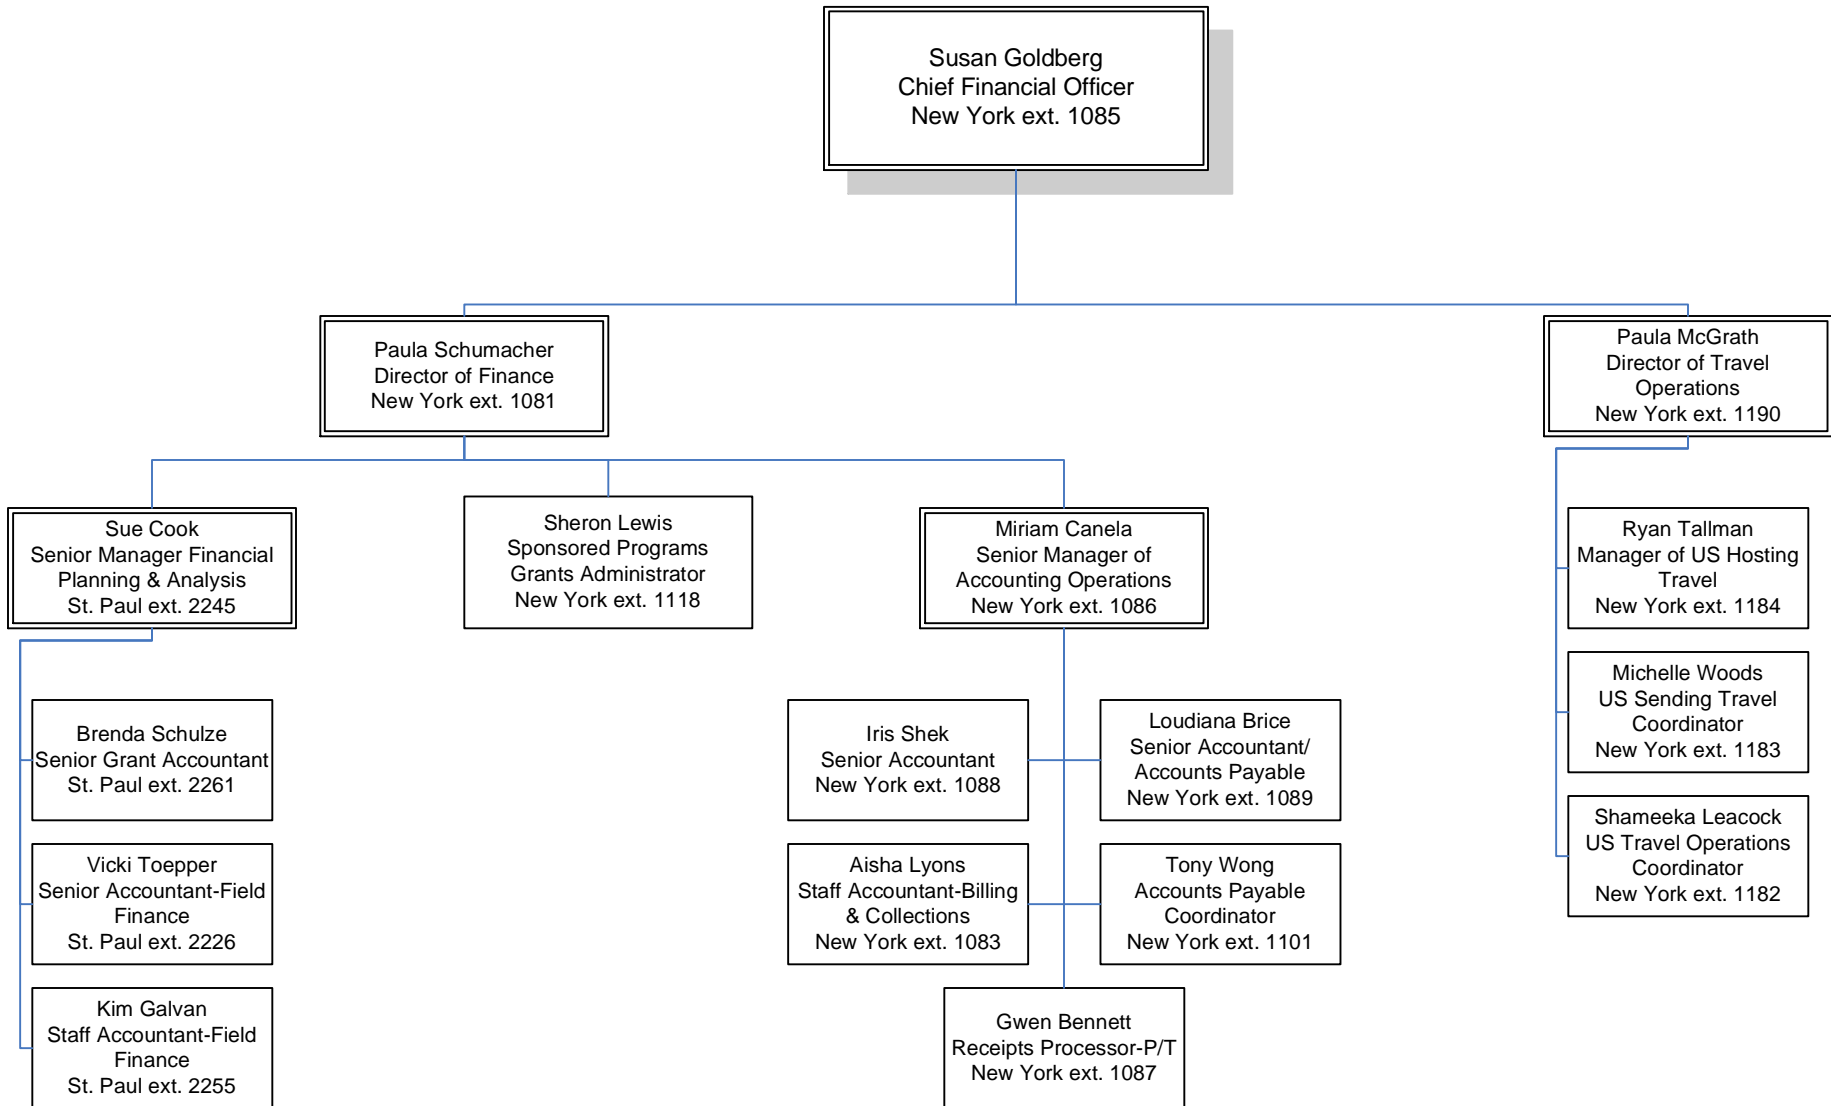 Susan Goldberg
Chief Financial Officer
New York ext. 1085
Paula Schumacher
Director of Finance
New York ext. 1081
Paula McGrath
Director of Travel
Operations
New York ext. 1190
Sue Cook
Senior Manager Financial
Planning & Analysis
St. Paul ext. 2245
Sheron Lewis
Sponsored Programs
Grants Administrator
New York ext. 1118
Miriam Canela
Senior Manager of
Accounting Operations
New York ext. 1086
Ryan Tallman
Manager of US Hosting
Travel
New York ext. 1184
Michelle Woods
US Sending Travel
Coordinator
New York ext. 1183
Shameeka Leacock
US Travel Operations
Coordinator
New York ext. 1182
Brenda Schulze
Senior Grant Accountant
St. Paul ext. 2261
Vicki Toepper
Senior Accountant-Field
Finance
St. Paul ext. 2226
Kim Galvan
Staff Accountant-Field
Finance
St. Paul ext. 2255
Iris Shek
Senior Accountant
New York ext. 1088
Loudiana Brice
Senior Accountant/
Accounts Payable
New York ext. 1089
Aisha Lyons
Staff Accountant-Billing
& Collections
New York ext. 1083
Tony Wong
Accounts Payable
Coordinator
New York ext. 1101
Gwen Bennett
Receipts Processor-P/T
New York ext. 1087